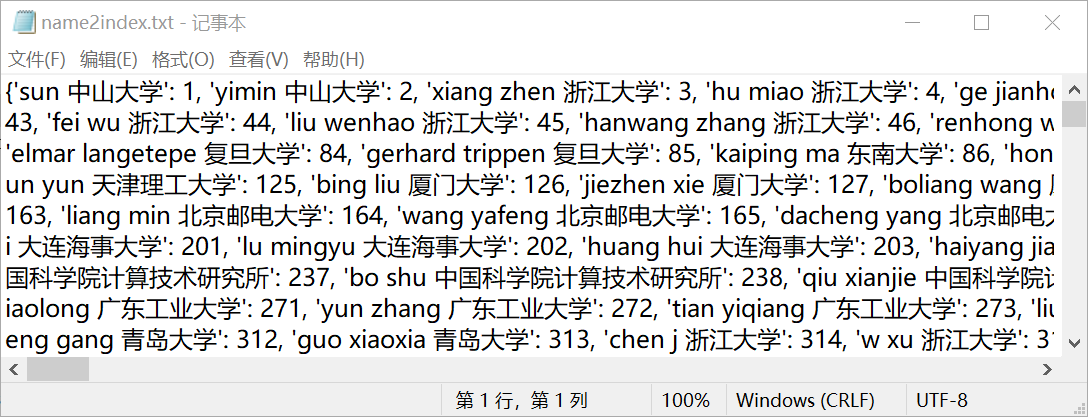 name2index.txt - 记事本
文件(F) 编辑(E) 格式(O) 查看(V) 帮助(H)
{'sun 中山大学': 1, 'yimin 中山大学': 2, 'xiang zhen 浙江大学': 3, 'hu miao 浙江大学': 4, 'ge jianho
43, 'fei wu 浙江大学': 44, 'liu wenhao 浙江大学': 45, 'hanwang zhang 浙江大学': 46, 'renhong w
'elmar langetepe 复旦大学': 84, 'gerhard trippen 复旦大学': 85, 'kaiping ma 东南大学': 86, 'hon
un yun 天津理工大学': 125, 'bing liu 厦门大学': 126, 'jiezhen xie 厦门大学': 127, 'boliang wang
163, 'liang min 北京邮电大学': 164, 'wang yafeng 北京邮电大学': 165, 'dacheng yang 北京邮电大
i 大连海事大学': 201, 'lu mingyu 大连海事大学': 202, 'huang hui 大连海事大学': 203, 'haiyang jia
国科学院计算技术研究所': 237, 'bo shu 中国科学院计算技术研究所': 238, 'qiu xianjie 中国科学院计
iaolong 广东工业大学': 271, 'yun zhang 广东工业大学': 272, 'tian yiqiang 广东工业大学': 273, 'liu
eng gang 青岛大学': 312, 'guo xiaoxia 青岛大学': 313, 'chen j 浙江大学': 314, 'w xu 浙江大学': 31
第 1 行，第 1 列 100% Windows (CRLF) UTF-8